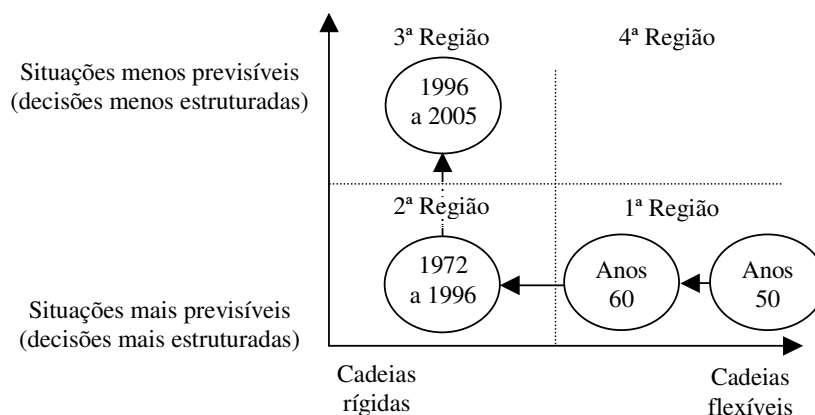 3ª Região
4ª Região
Situações menos previsíveis
(decisões menos estruturadas)
1996
a 2005
2ª Região
1ª Região
1972
a 1996
Anos
60
Anos
50
Situações mais previsíveis
(decisões mais estruturadas)
Cadeias
rígidas
Cadeias
flexíveis